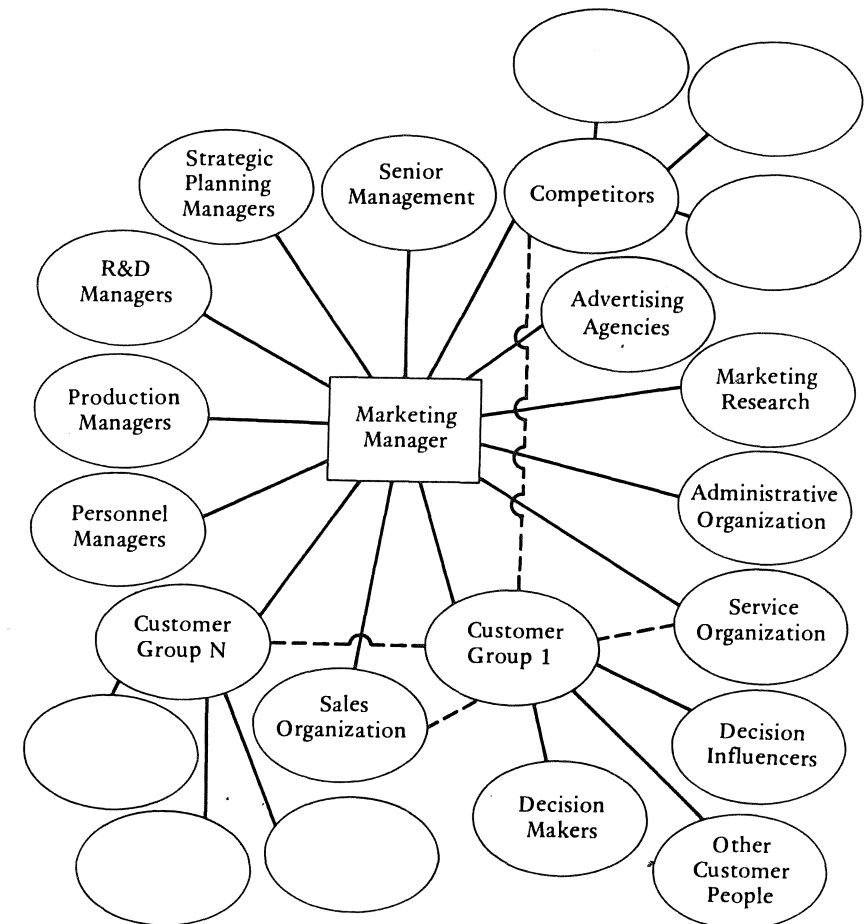 Strategic
Planning
Managers
Senior
Management
Competitors
R&D
Managers
Advertising
Agencies
Production
Managers
Marketing
Manager
Marketing
Research
Personnel
Managers
Administrative
Organization
Customer
Group N
Customer
Group 1
Service
Organization
Sales
Organization
Decision
Influencers
Decision
Makers
Other
Customer
People